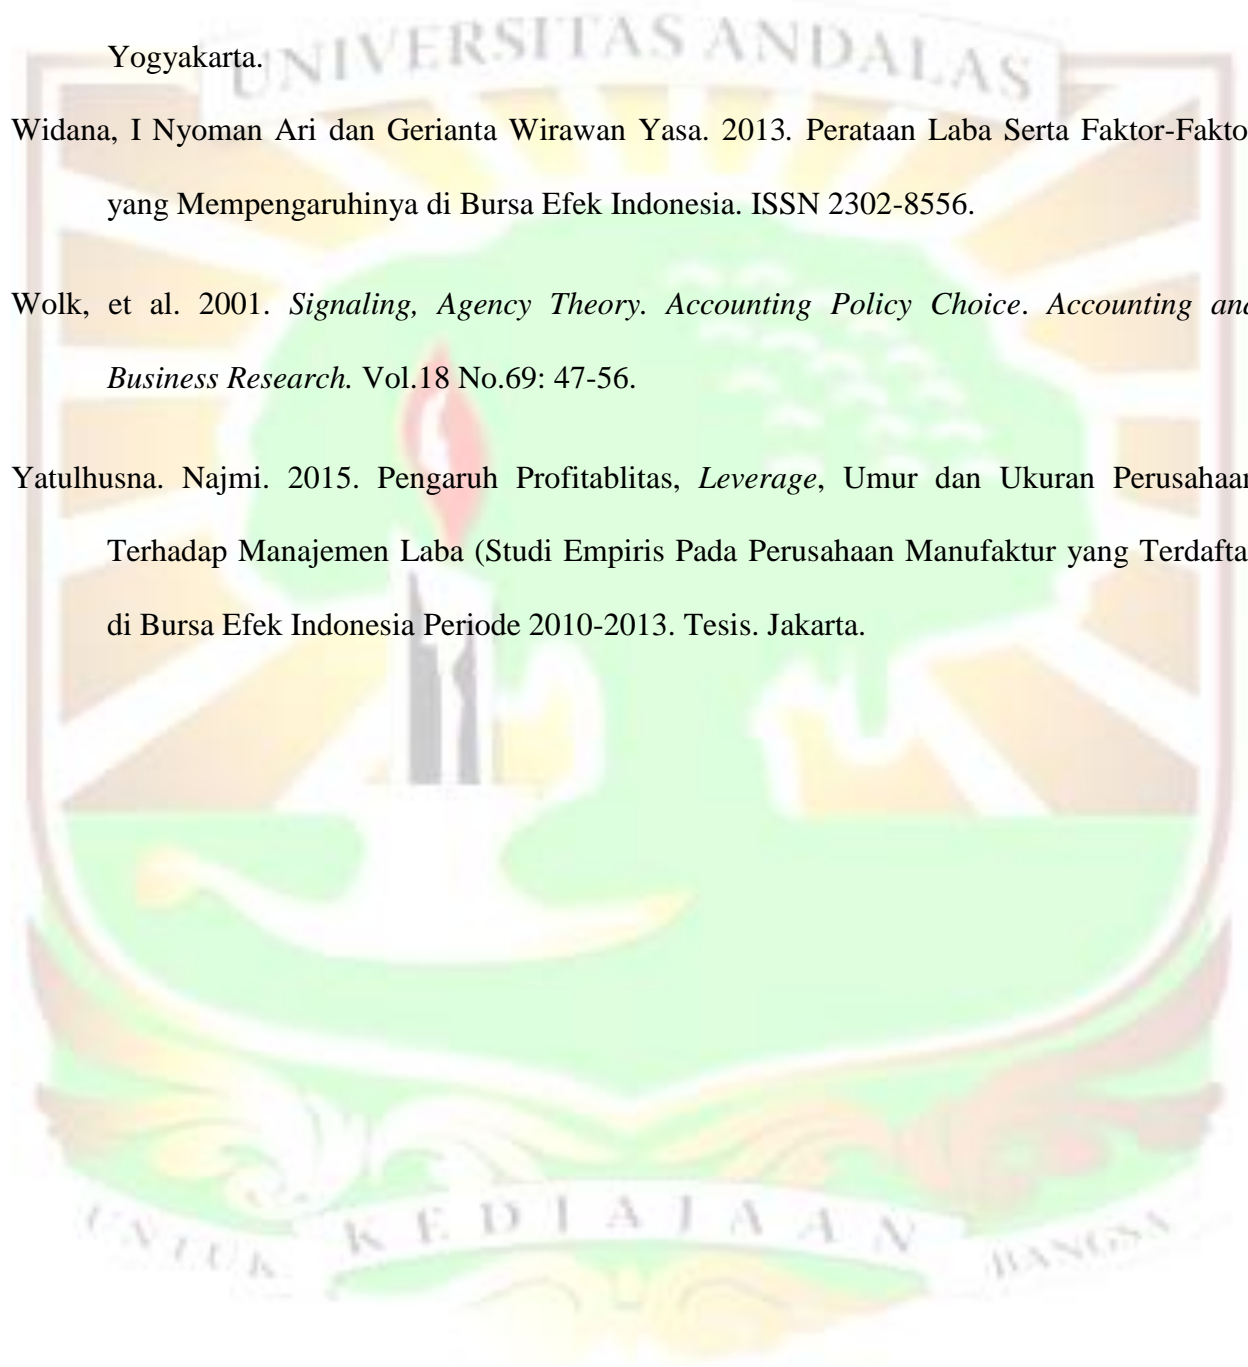 UNIVERSITAS ANDALAS
Yogyakarta.
Widana, I Nyoman Ari dan Gerianta Wirawan Yasa. 2013. Perataan Laba Serta Faktor-Fakto
yang Mempengaruhinya di Bursa Efek Indonesia. ISSN 2302-8556.
Wolk, et al. 2001. Signaling, Agency Theory. Accounting Policy Choice. Accounting and
Business Research. Vol.18 No.69: 47-56.
Yatulhusna. Najmi. 2015. Pengaruh Profitablitas, Leverage, Umur dan Ukuran Perusahaan
Terhadap Manajemen Laba (Studi Empiris Pada Perusahaan Manufaktur yang Terdafta
di Bursa Efek Indonesia Periode 2010-2013. Tesis. Jakarta.
UNTUK KEDJAJAAN BANGSA